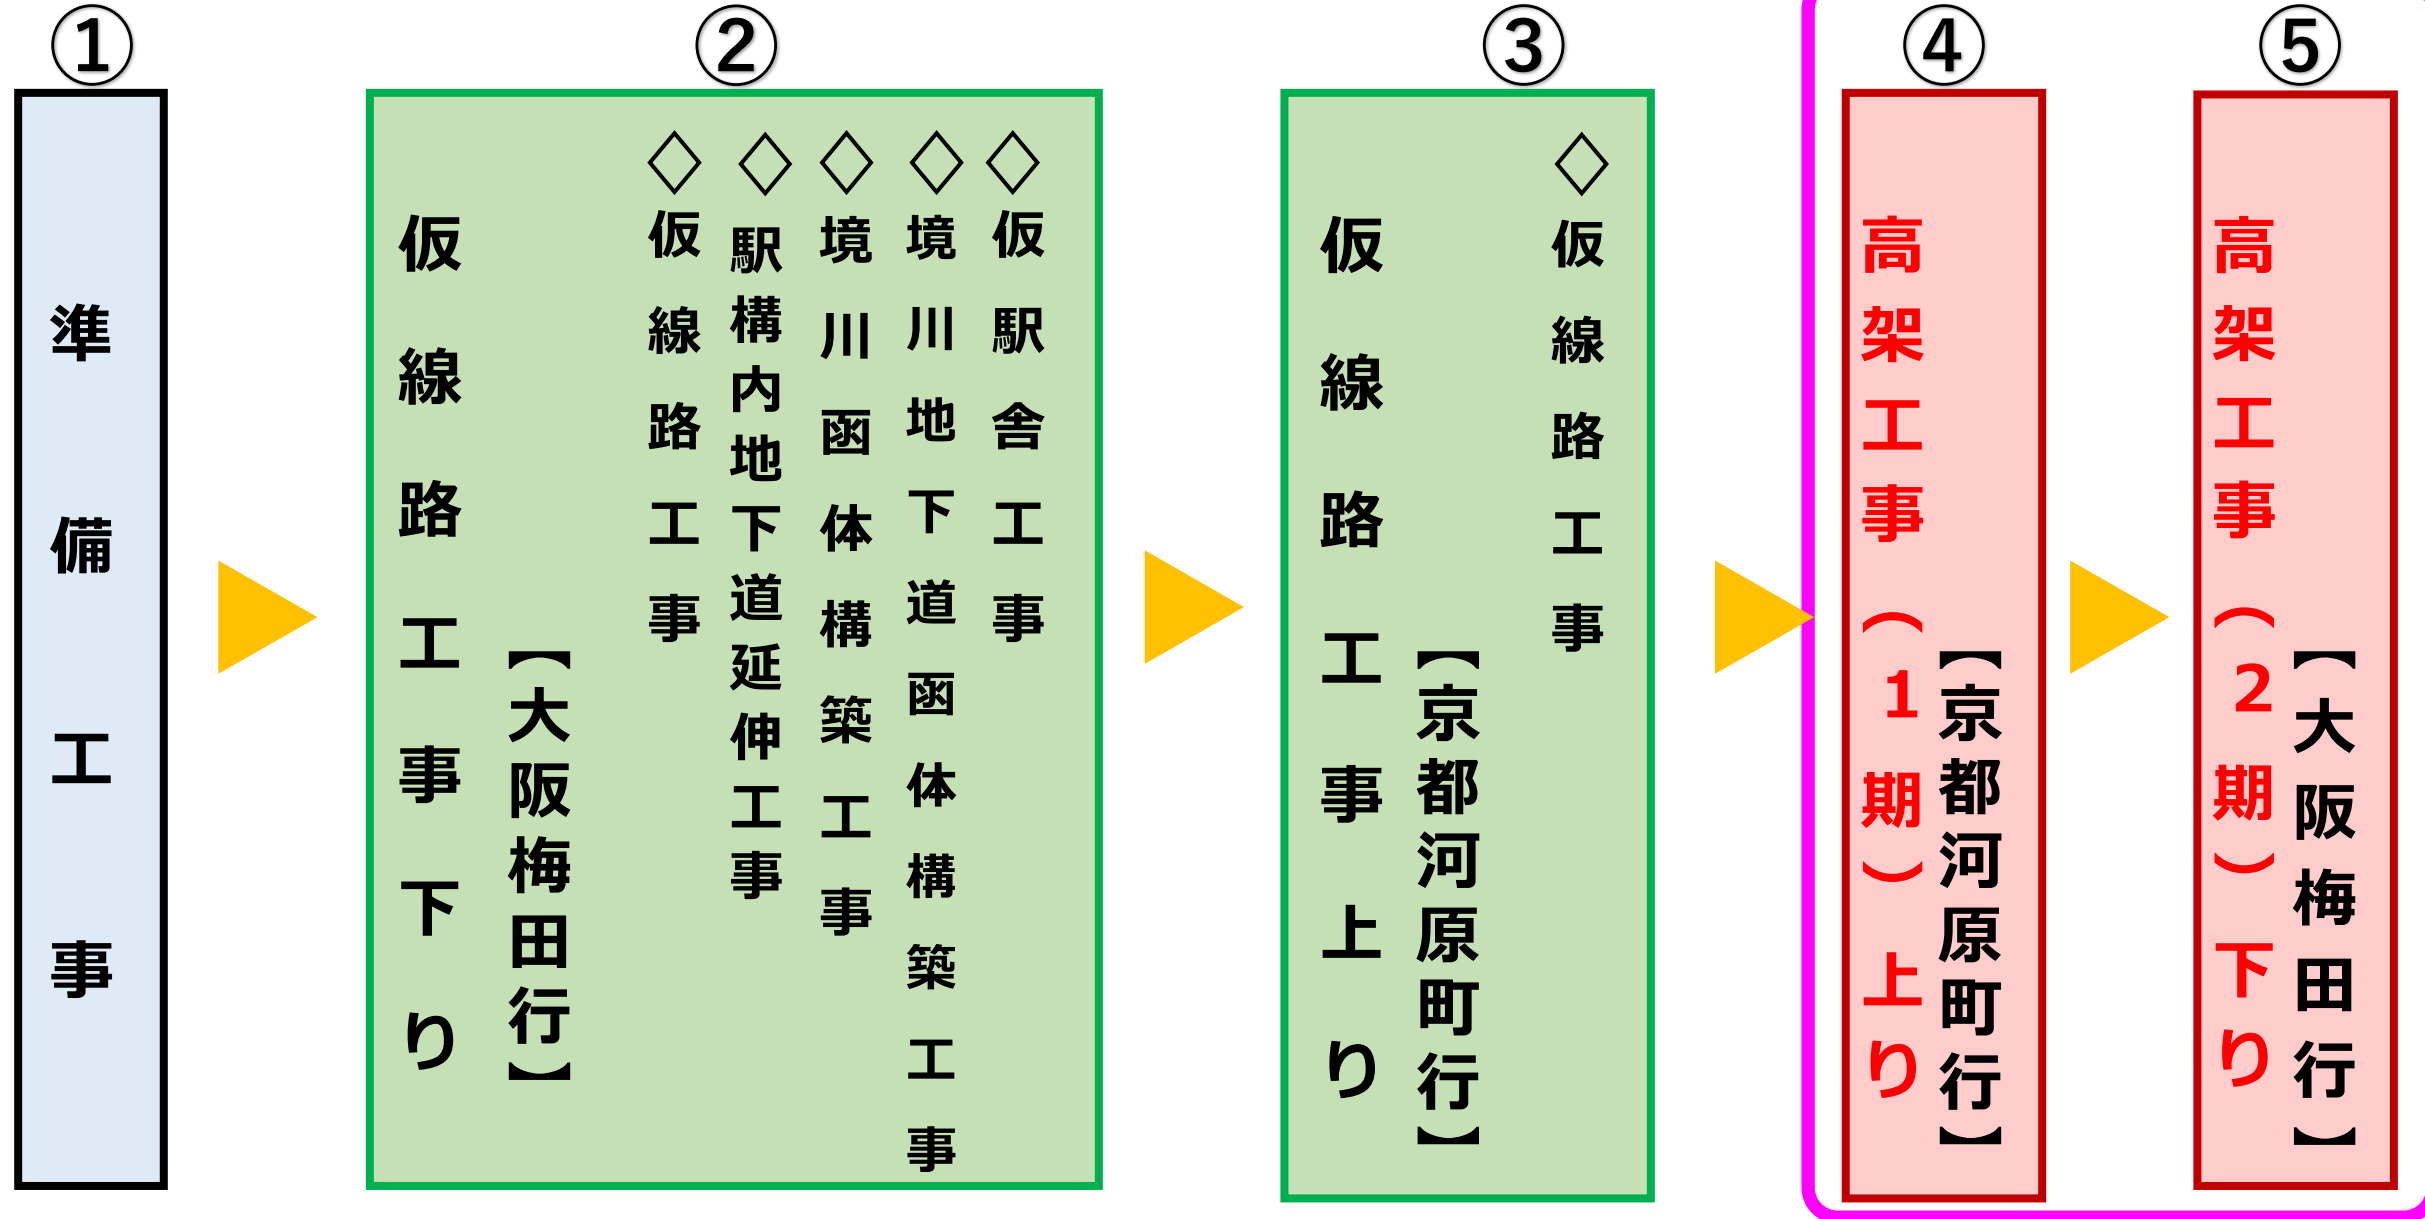 ①
準備工事
②
◇仮駅舎工事
◇境川地下道函体構築工事
◇境川函体構築工事
◇駅構内地下道延伸工事
◇仮線路工事
【大阪梅田行】
仮線路工事下り
③
◇仮線路工事
【京都河原町行】
仮線路工事上り
④
【京都河原町行】
高架工事(1期)上り
⑤
【大阪梅田行】
高架工事(2期)下り